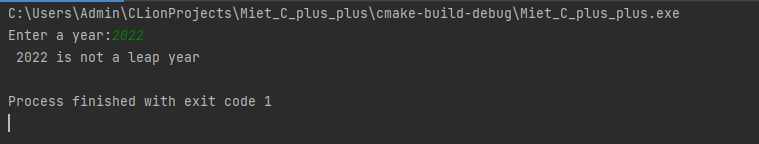 C:\Users\Admin\CLionProjects\Miet_C_plus_plus\cmake-build-debug\Miet_C_plus_plus.exe
Enter a year:2022
 2022 is not a leap year
Process finished with exit code 1